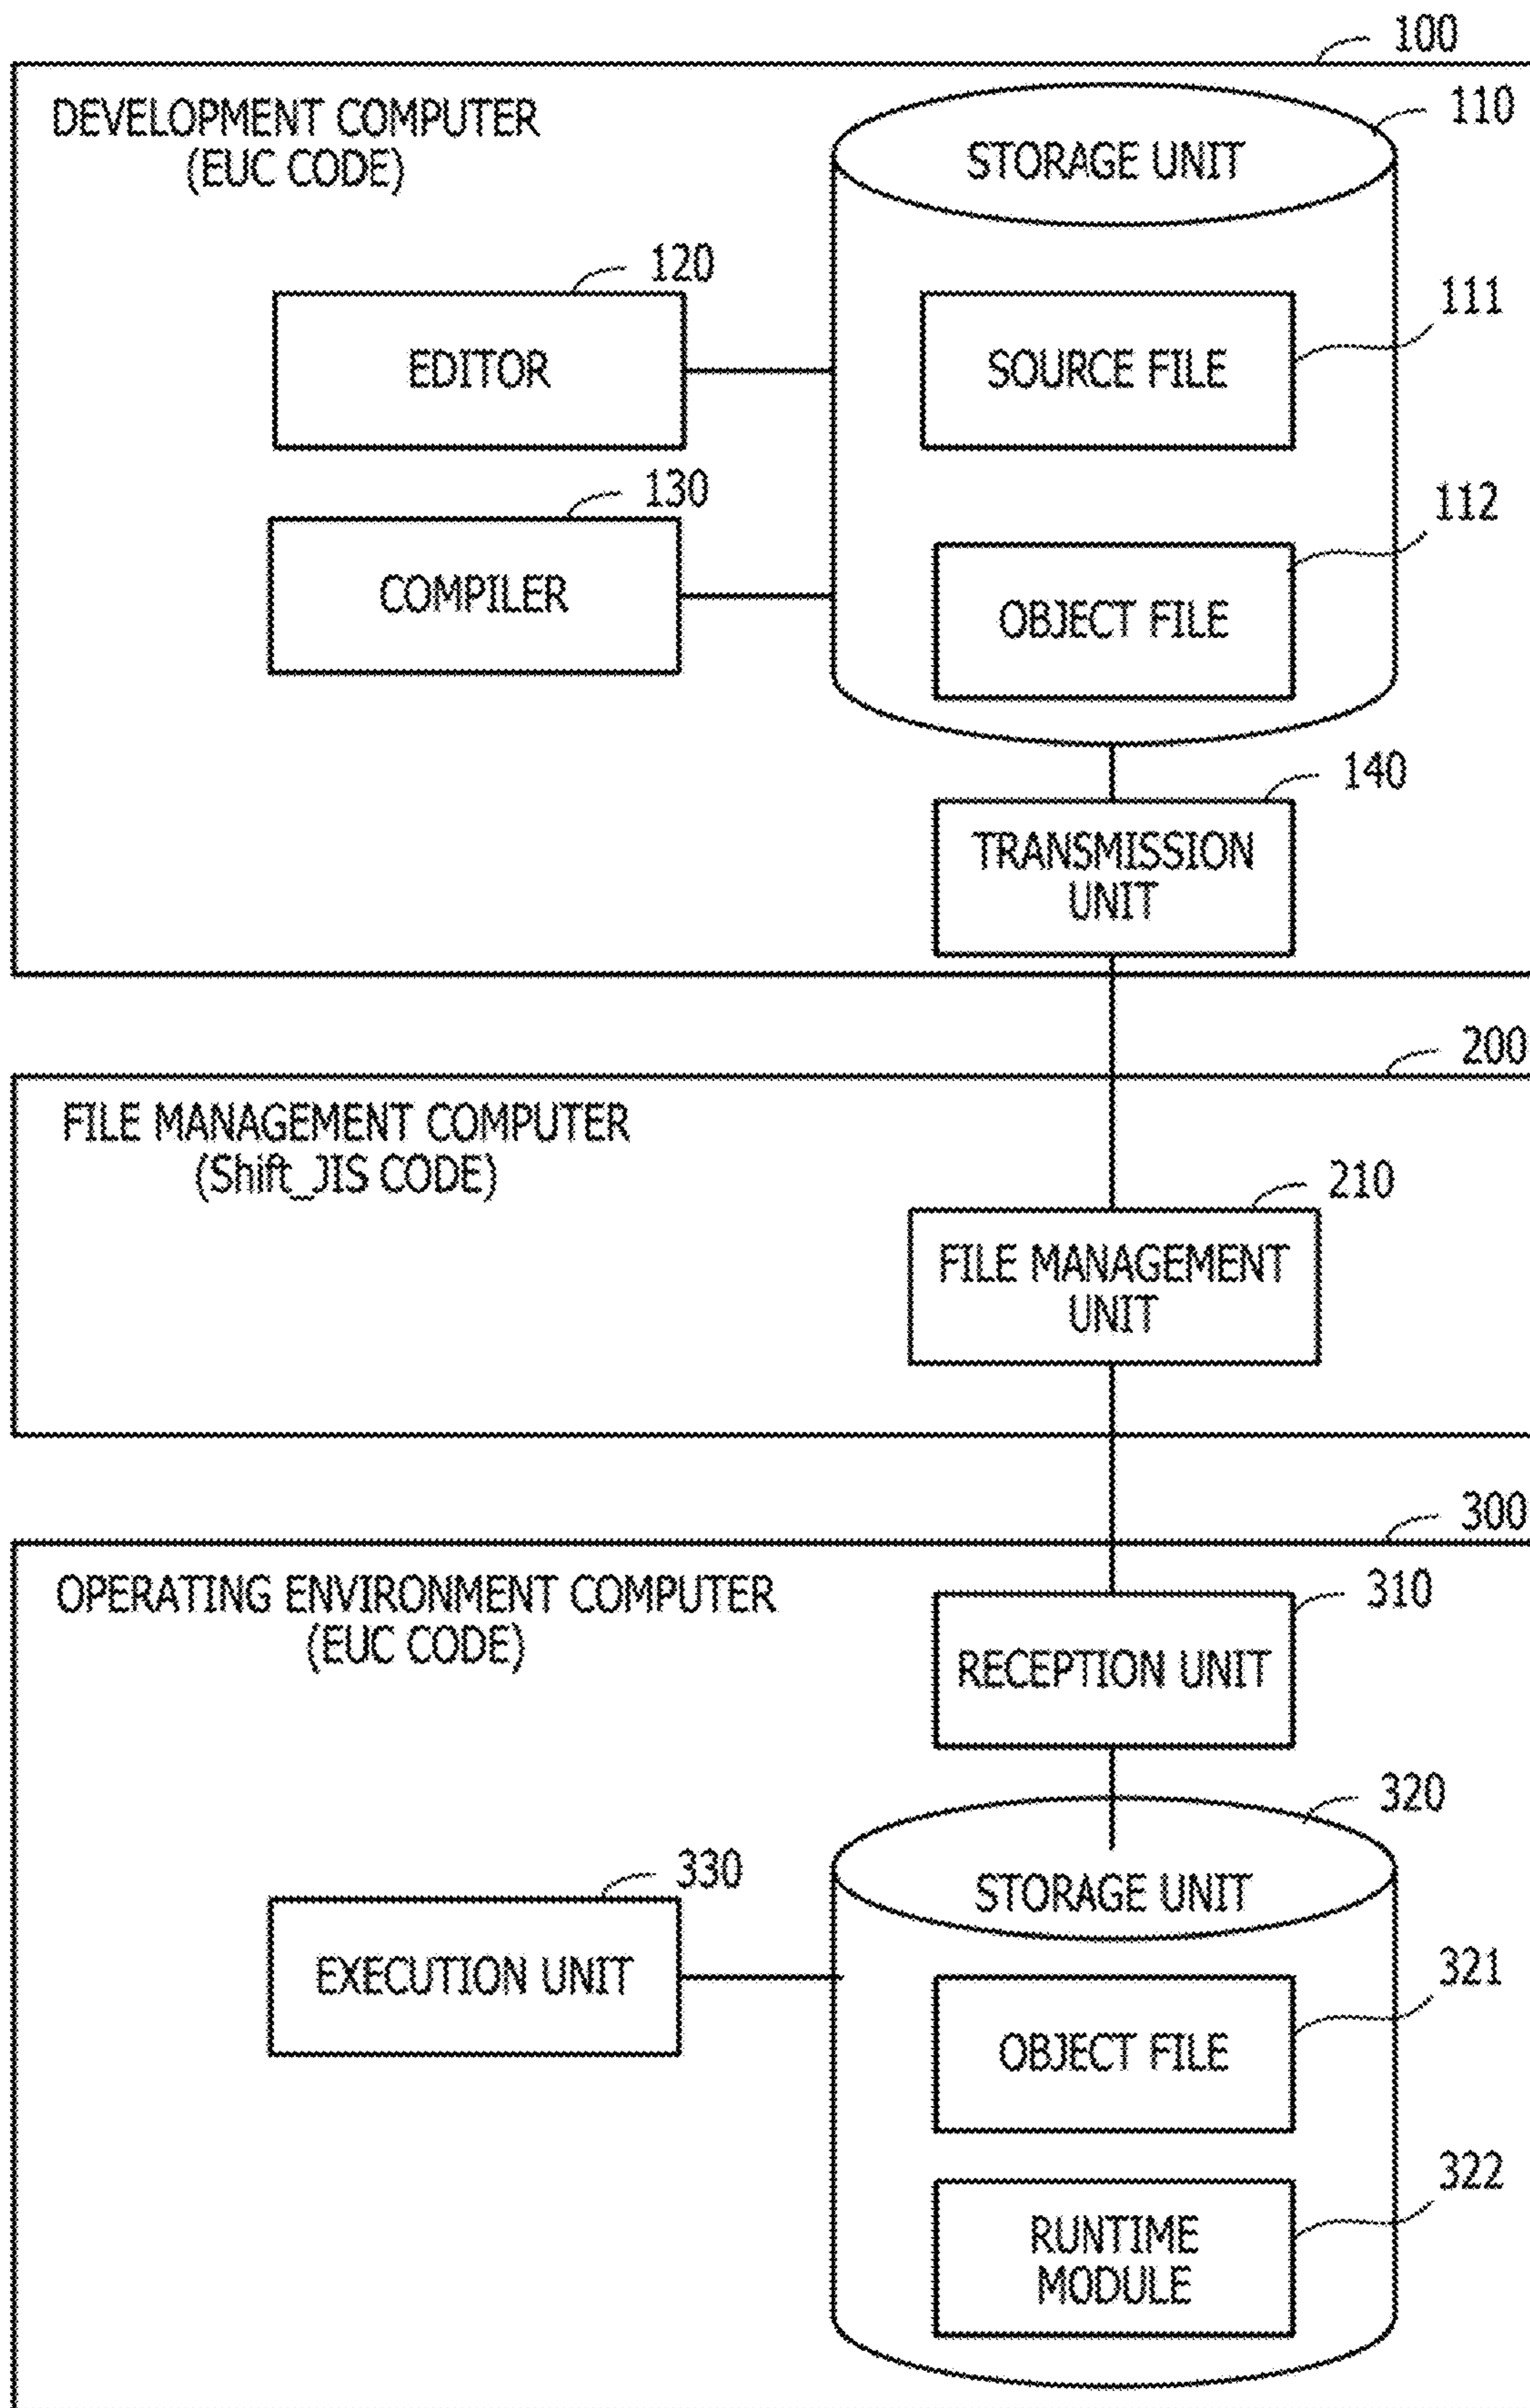 100
DEVELOPMENT COMPUTER
(EUC CODE)
110
STORAGE UNIT
120
EDITOR
111
SOURCE FILE
130
COMPILER
112
OBJECT FILE
140
TRANSMISSION
UNIT
200
FILE MANAGEMENT COMPUTER
(Shift_JIS CODE)
210
FILE MANAGEMENT
UNIT
300
OPERATING ENVIRONMENT COMPUTER
(EUC CODE)
310
RECEPTION UNIT
320
STORAGE UNIT
330
EXECUTION UNIT
321
OBJECT FILE
322
RUNTIME
MODULE